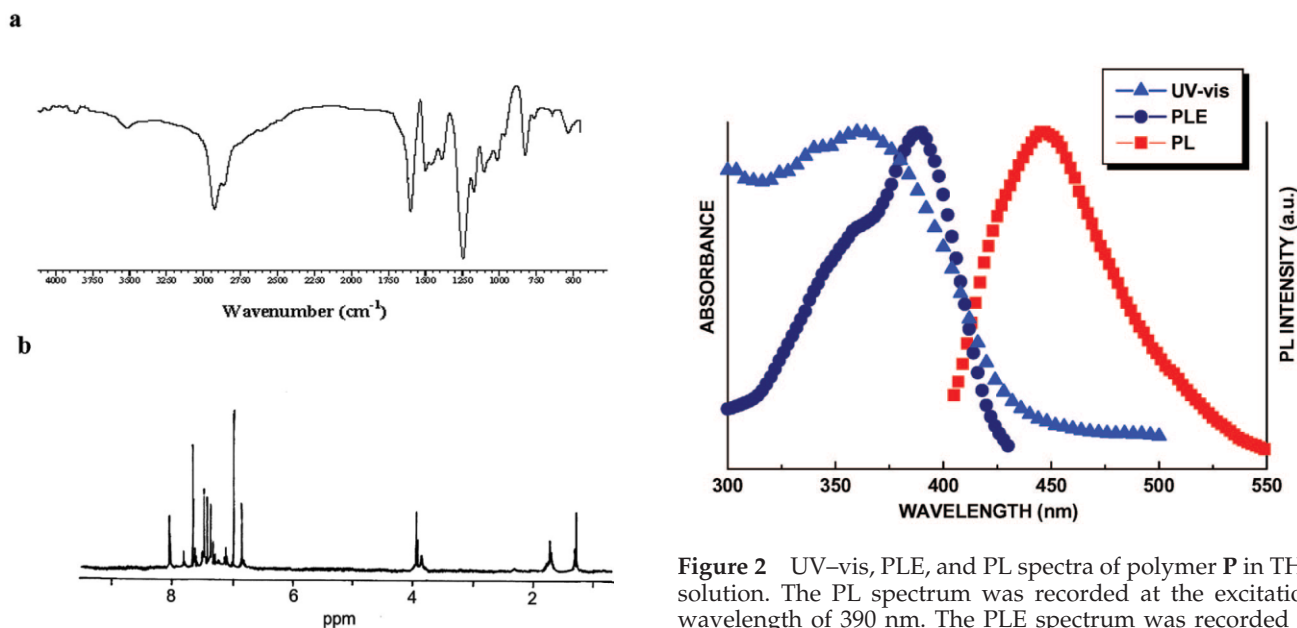 a
4000 3750 3500 3250 3000 2750 2500 2250 2000 1750 1500 1250 1000 750 500
Wavenumber (cm⁻¹)
b
8 6 4 2
ppm
UV-vis
PLE
PL
ABSORBANCE
PL INTENSITY (a.u.)
300 350 400 450 500 550
WAVELENGTH (nm)
Figure 2 UV–vis, PLE, and PL spectra of polymer P in TH
solution. The PL spectrum was recorded at the excitatio
wavelength of 390 nm. The PLE spectrum was recorded